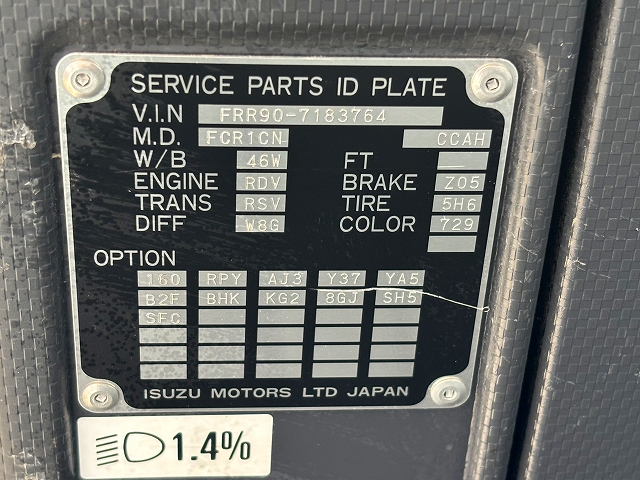 SERVICE PARTS ID PLATE
V.I.N FRR90-7183764
M.D. FCR1CN CCAH
W/B 46W FT
ENGINE RDV BRAKE Z05
TRANS RSV TIRE 5H6
DIFF W8G COLOR 729
OPTION
160 RPY AJ3 Y37 YA5
B2F BHK KG2 8GJ SH5
SFC
ISUZU MOTORS LTD JAPAN
1.4%